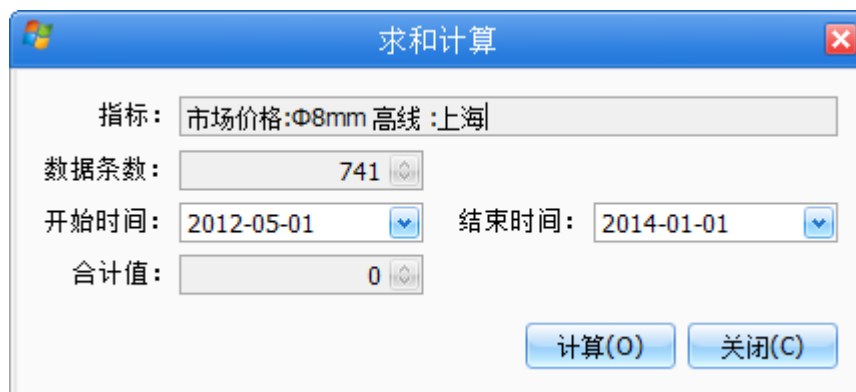 求和计算
指标: 市场价格:Φ8mm 高线 :上海
数据条数: 741
开始时间: 2012-05-01 结束时间: 2014-01-01
合计值: 0
计算(O) 关闭(C)